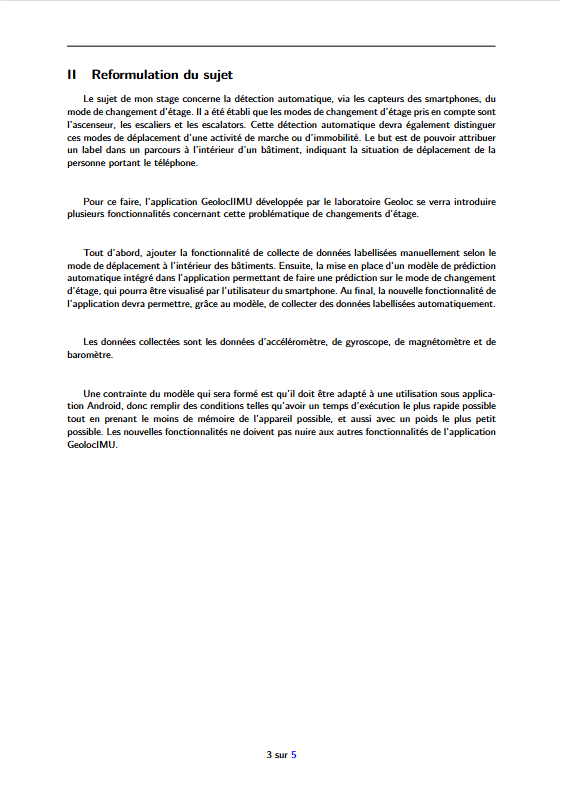 II Reformulation du sujet
Le sujet de mon stage concerne la détection automatique, via les capteurs des smartphones, du
mode de changement d'étage. Il a été établi que les modes de changement d'étage pris en compte sont
l'ascenseur, les escaliers et les escalators. Cette détection automatique devra également distinguer
ces modes de déplacement d'une activité de marche ou d'immobilité. Le but est de pouvoir attribuer
un label dans un parcours à l'intérieur d'un bâtiment, indiquant la situation de déplacement de la
personne portant le téléphone.
Pour ce faire, l'application GeolocIIMU développée par le laboratoire Geoloc se verra introduire
plusieurs fonctionnalités concernant cette problématique de changements d'étage.
Tout d'abord, ajouter la fonctionnalité de collecte de données labellisées manuellement selon le
mode de déplacement à l'intérieur des bâtiments. Ensuite, la mise en place d'un modèle de prédiction
automatique intégré dans l'application permettant de faire une prédiction sur le mode de changement
d'étage, qui pourra être visualisé par l'utilisateur du smartphone. Au final, la nouvelle fonctionnalité de
l'application devra permettre, grâce au modèle, de collecter des données labellisées automatiquement.
Les données collectées sont les données d'accéléromètre, de gyroscope, de magnétomètre et de
baromètre.
Une contrainte du modèle qui sera formé est qu'il doit être adapté à une utilisation sous applica-
tion Android, donc remplir des conditions telles qu'avoir un temps d'exécution le plus rapide possible
tout en prenant le moins de mémoire de l'appareil possible, et aussi avec un poids le plus petit
possible. Les nouvelles fonctionnalités ne doivent pas nuire aux autres fonctionnalités de l'application
GeolocIMU.
3 sur 5